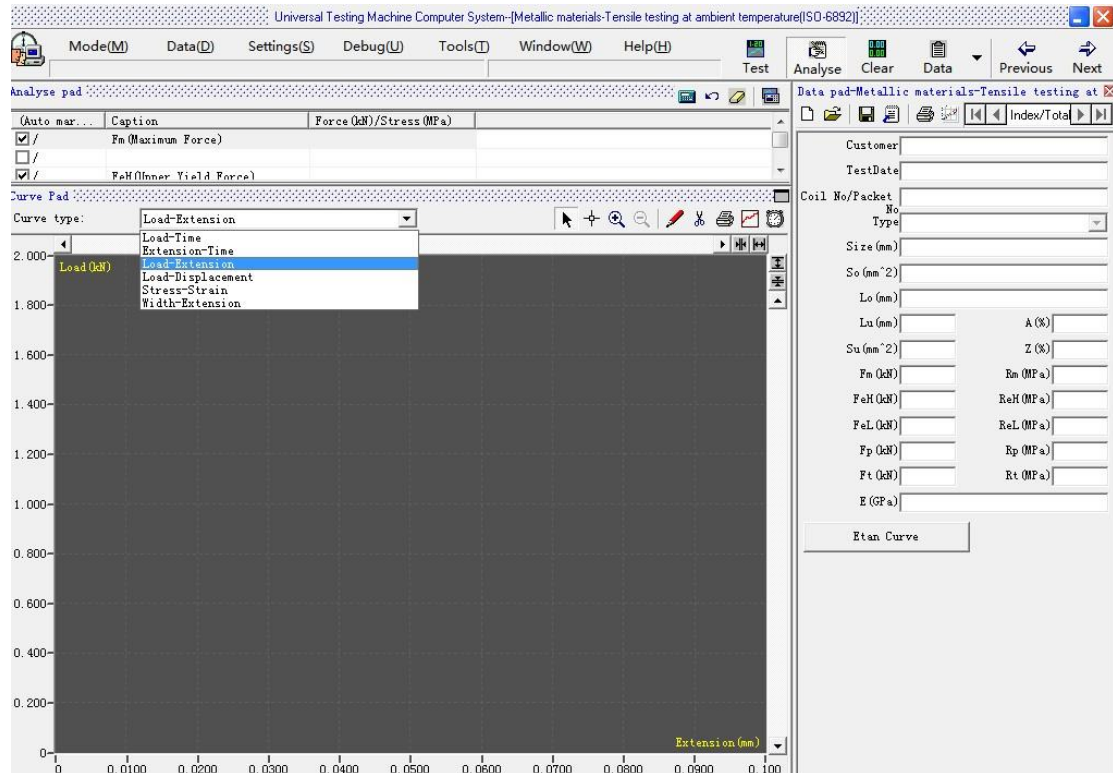 Universal Testing Machine Computer System--[Metallic materials-Tensile testing at ambient temperature(ISO-6892)]
Mode(M) Data(D) Settings(S) Debug(U) Tools(T) Window(W) Help(H)
Test Analyse Clear Data Previous Next
Analyse pad
(Auto mar... Caption Force(kN)/Stress(MPa)
/ Fm(Maximum Force)
/
/ FeH(Upper Yield Force)
Curve Pad
Curve type: Load-Extension
Load-Time
Extension-Time
Load-Extension
Load-Displacement
Stress-Strain
Width-Extension
Load(kN)
2.000
1.800
1.600
1.400
1.200
1.000
0.800
0.600
0.400
0.200
0
Extension(mm)
0 0.0100 0.0200 0.0300 0.0400 0.0500 0.0600 0.0700 0.0800 0.0900 0.100
Data pad-Metallic materials-Tensile testing at
Index/Total
Customer
TestDate
Coil No/Packet
No
Type
Size(mm)
So(mm^2)
Lo(mm)
Lu(mm) A(%)
Su(mm^2) Z(%)
Fm(kN) Rm(MPa)
FeH(kN) ReH(MPa)
FeL(kN) ReL(MPa)
Fp(kN) Rp(MPa)
Ft(kN) Rt(MPa)
E(GPa)
Etan Curve